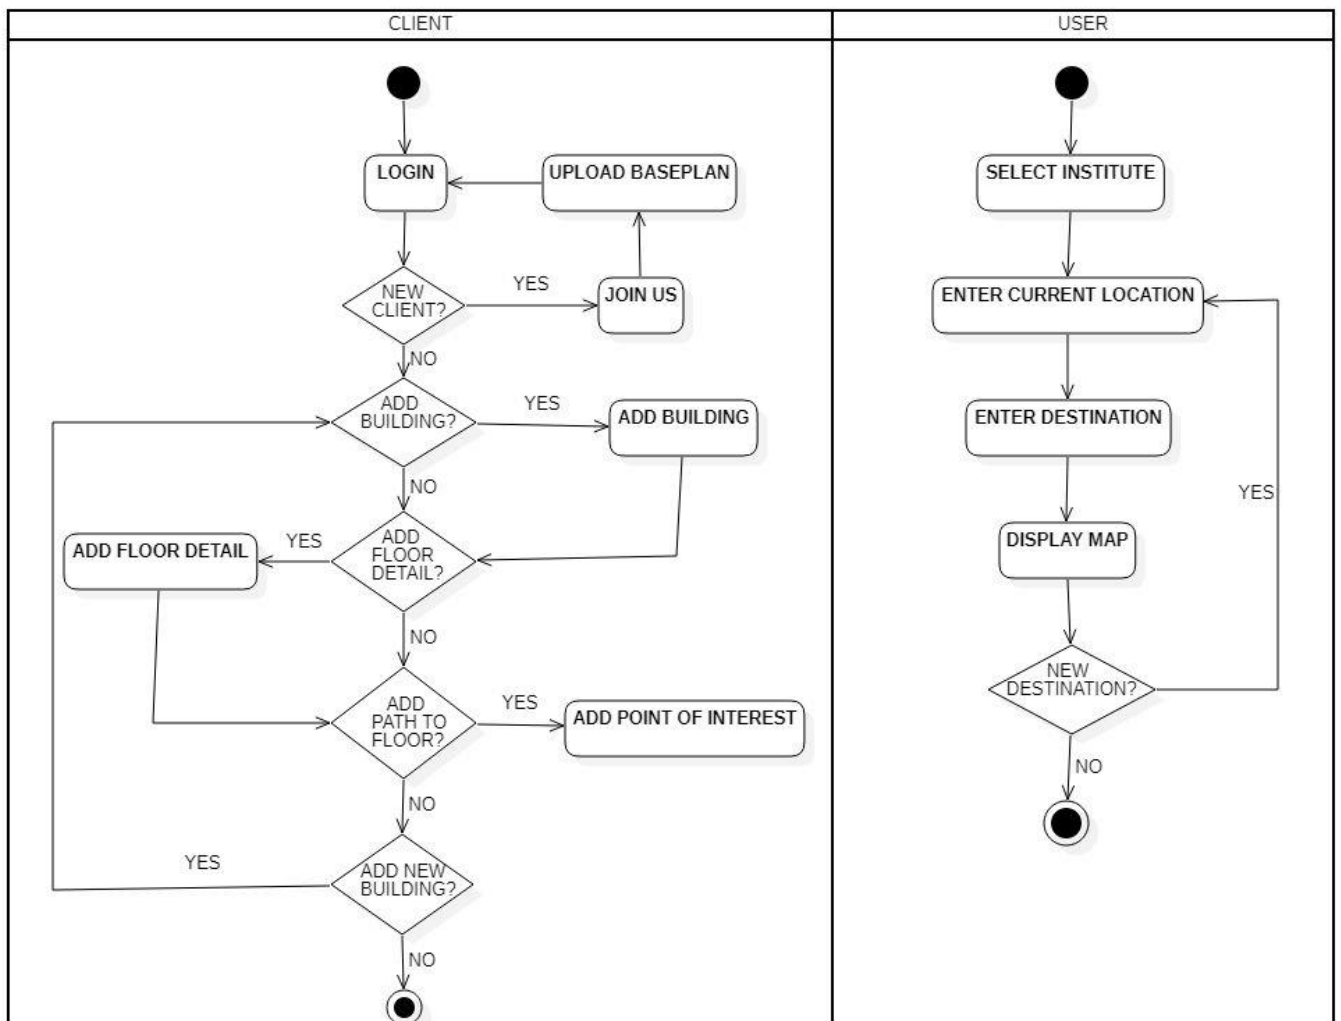 CLIENT
USER
LOGIN
UPLOAD BASEPLAN
NEW
CLIENT?
YES
JOIN US
NO
ADD
BUILDING?
YES
ADD BUILDING
NO
ADD FLOOR DETAIL
YES
ADD
FLOOR
DETAIL?
NO
ADD
PATH TO
FLOOR?
YES
ADD POINT OF INTEREST
NO
YES
ADD NEW
BUILDING?
NO
SELECT INSTITUTE
ENTER CURRENT LOCATION
ENTER DESTINATION
YES
DISPLAY MAP
NEW
DESTINATION?
NO